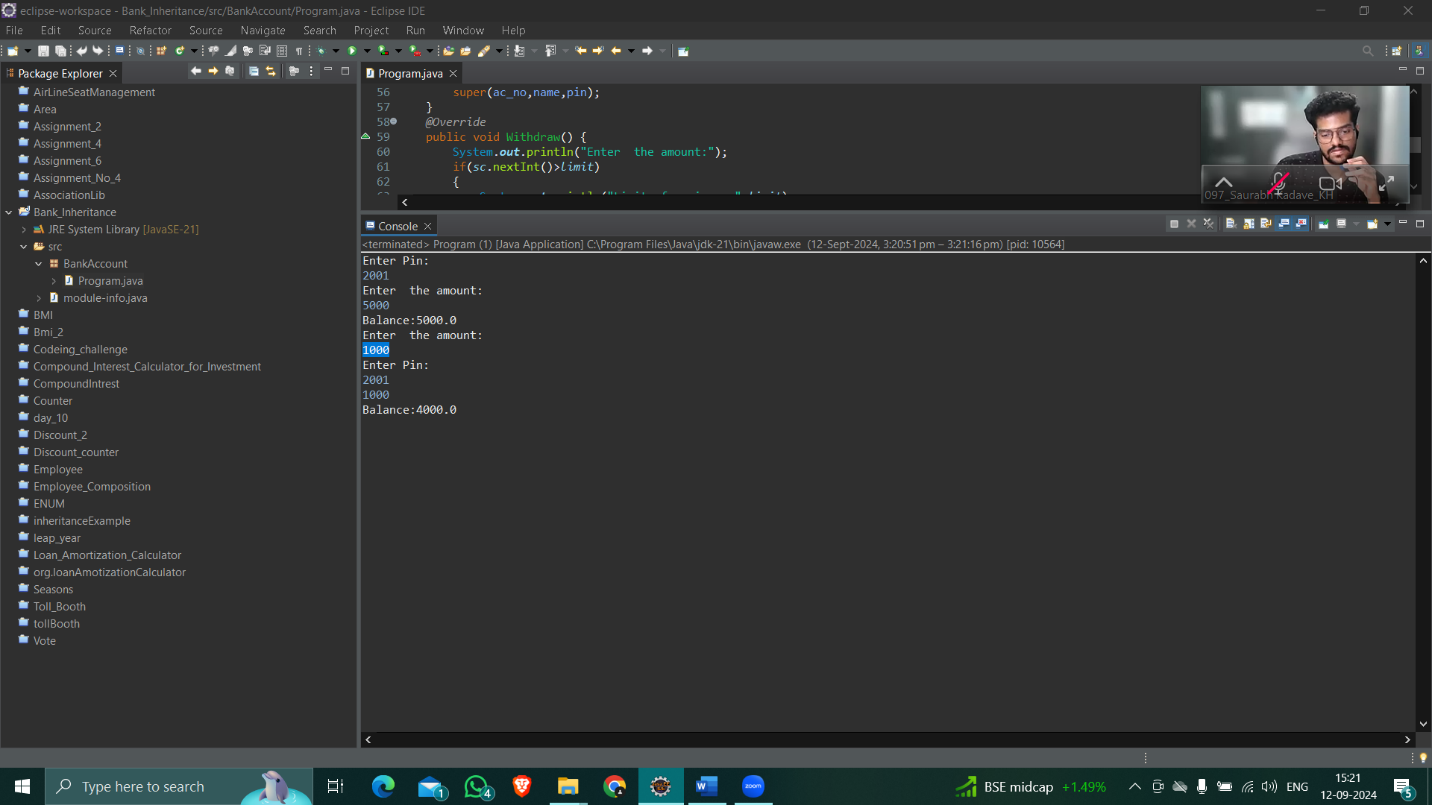 eclipse-workspace - Bank_Inheritance/src/BankAccount/Program.java - Eclipse IDE
File Edit Source Refactor Source Navigate Search Project Run Window Help
Package Explorer
AirLineSeatManagement
Area
Assignment_2
Assignment_4
Assignment_6
Assignment_No_4
AssociationLib
Bank_Inheritance
JRE System Library [JavaSE-21]
src
BankAccount
Program.java
module-info.java
BMI
Bmi_2
Codeing_challenge
Compound_Interest_Calculator_for_Investment
CompoundIntrest
Counter
day_10
Discount_2
Discount_counter
Employee
Employee_Composition
ENUM
inheritanceExample
leap_year
Loan_Amortization_Calculator
org.loanAmotizationCalculator
Seasons
Toll_Booth
tollBooth
Vote
Program.java
56 super(ac_no,name,pin);
57 }
58 @Override
59 public void Withdraw() {
60 System.out.println("Enter  the amount:");
61 if(sc.nextInt()>limit)
62 {
097_Saurabh Kadave_KH
Console
<terminated> Program (1) [Java Application] C:\Program Files\Java\jdk-21\bin\javaw.exe (12-Sept-2024, 3:20:51 pm – 3:21:16 pm) [pid: 10564]
Enter Pin:
2001
Enter  the amount:
5000
Balance:5000.0
Enter  the amount:
1000
Enter Pin:
2001
1000
Balance:4000.0
Type here to search
1
4
zoom
BSE midcap +1.49%
ENG
15:21
12-09-2024
5